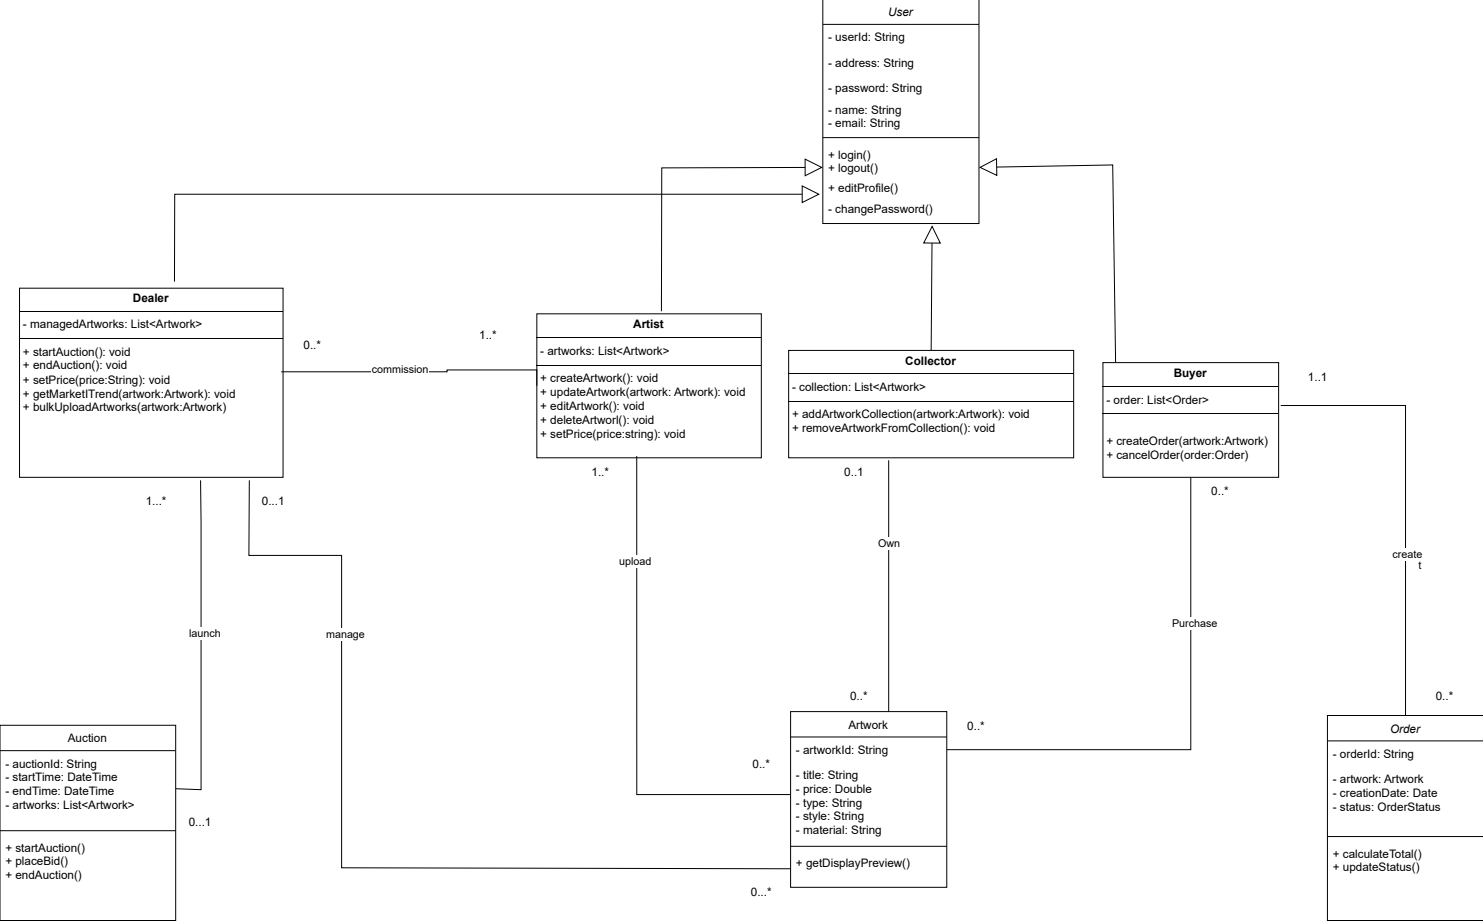 User
- userId: String
- address: String
- password: String
- name: String
- email: String
+ login()
+ logout()
+ editProfile()
- changePassword()
Dealer
- managedArtworks: List<Artwork>
+ startAuction(): void
+ endAuction(): void
+ setPrice(price:String): void
+ getMarketITrend(artwork:Artwork): void
+ bulkUploadArtworks(artwork:Artwork)
0..*
1..*
commission
Artist
- artworks: List<Artwork>
+ createArtwork(): void
+ updateArtwork(artwork: Artwork): void
+ editArtwork(): void
+ deleteArtworl(): void
+ setPrice(price:string): void
Collector
- collection: List<Artwork>
+ addArtworkCollection(artwork:Artwork): void
+ removeArtworkFromCollection(): void
Buyer
- order: List<Order>
+ createOrder(artwork:Artwork)
+ cancelOrder(order:Order)
1..1
1...*
0...1
1..*
0..1
0..*
launch
manage
upload
Own
Purchase
create
t
0..*
0..*
0..*
0..*
0...1
0...*
Auction
- auctionId: String
- startTime: DateTime
- endTime: DateTime
- artworks: List<Artwork>
+ startAuction()
+ placeBid()
+ endAuction()
Artwork
- artworkId: String
- title: String
- price: Double
- type: String
- style: String
- material: String
+ getDisplayPreview()
Order
- orderId: String
- artwork: Artwork
- creationDate: Date
- status: OrderStatus
+ calculateTotal()
+ updateStatus()